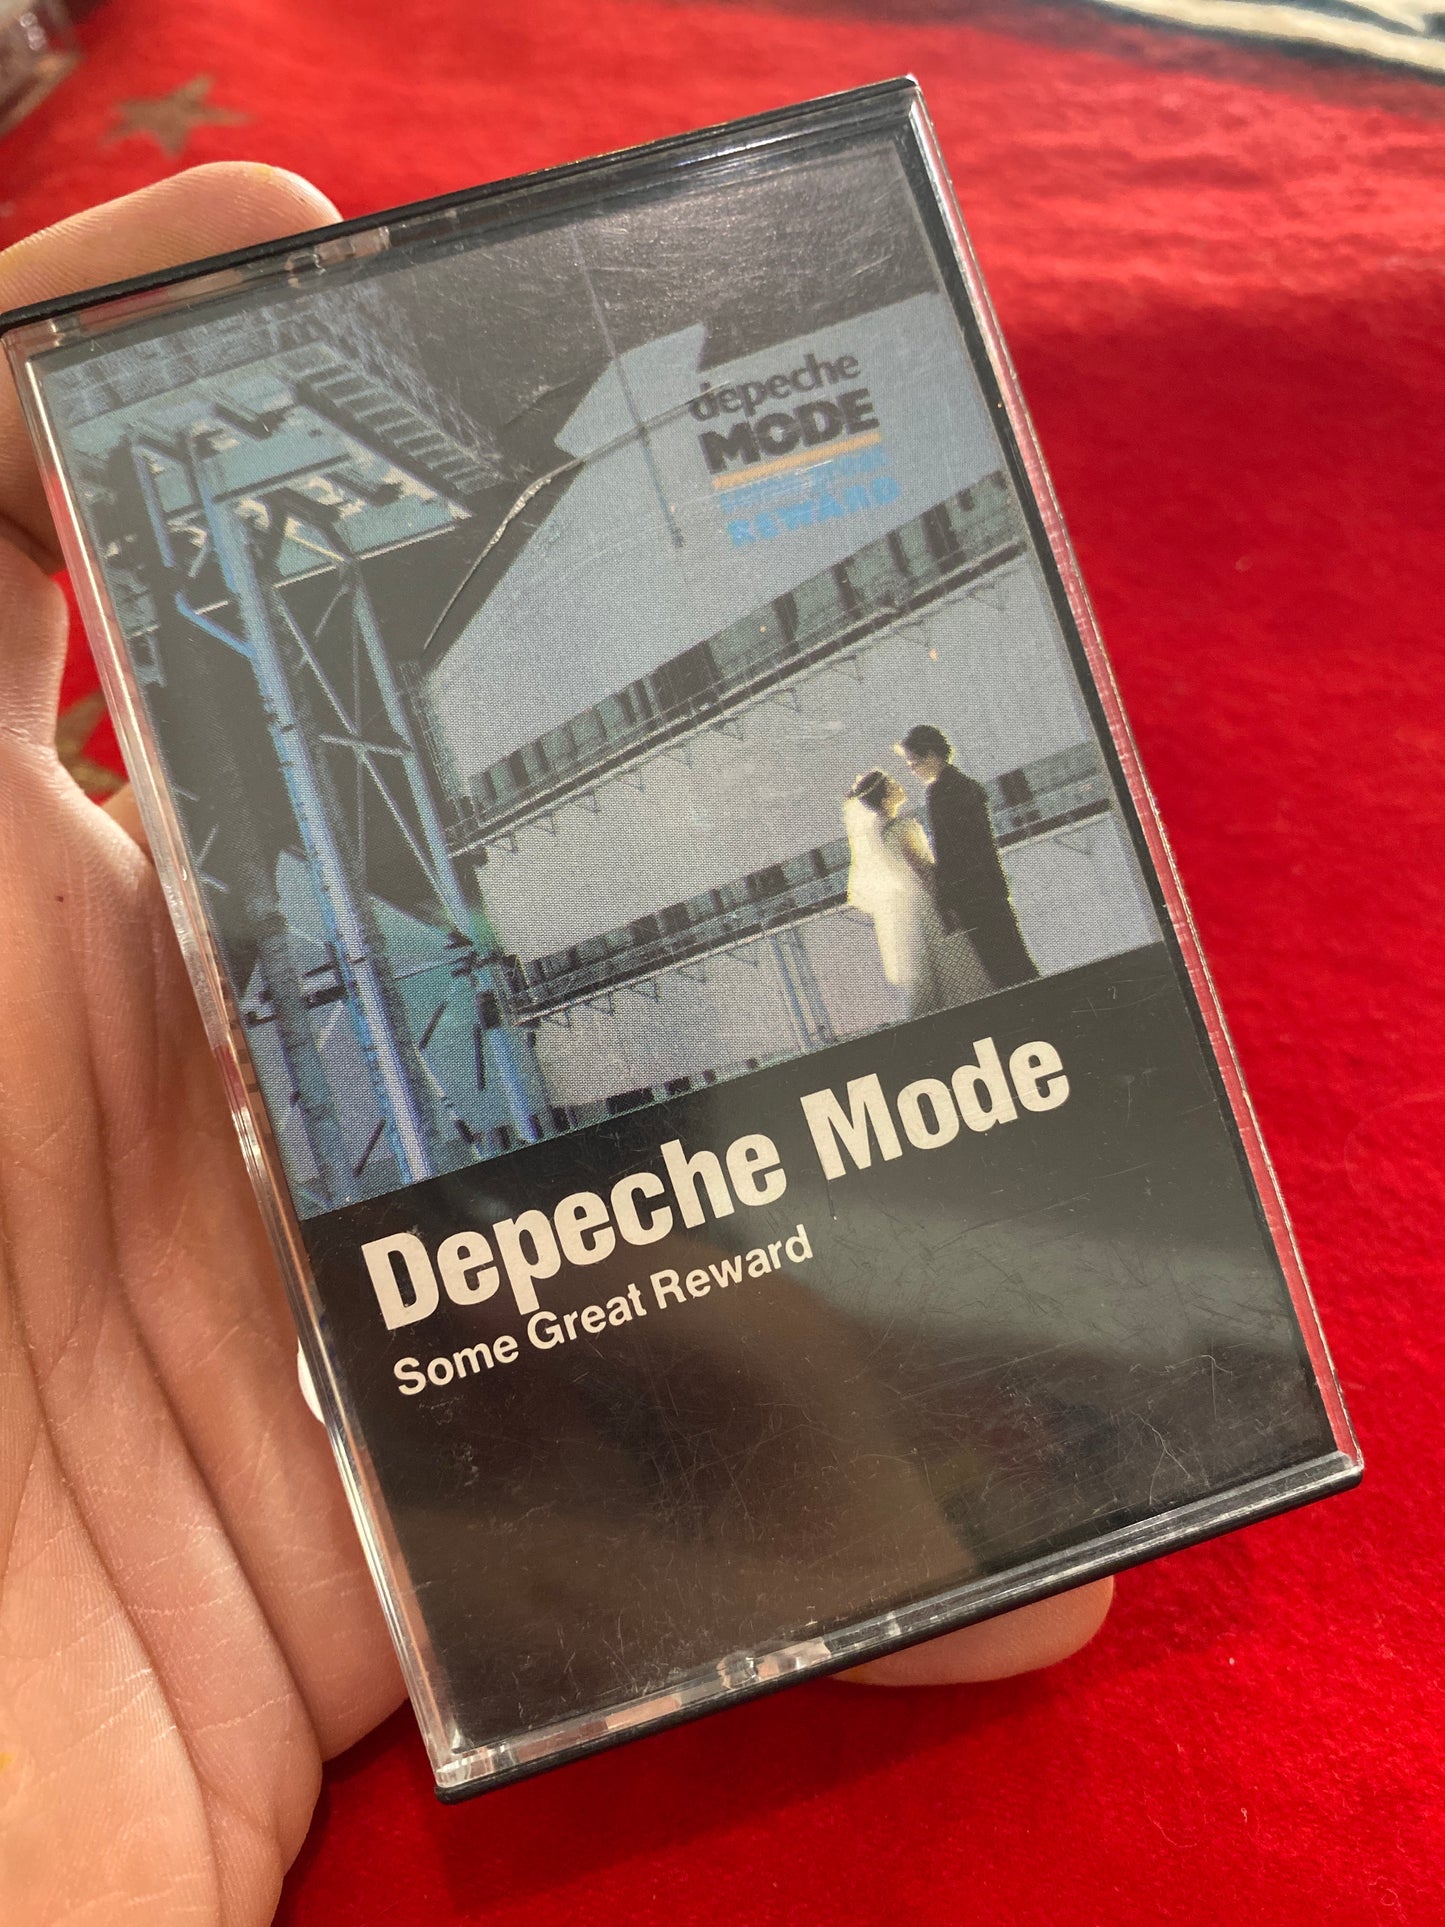 depeche
MODE
REWARD
Depeche Mode
Some Great Reward